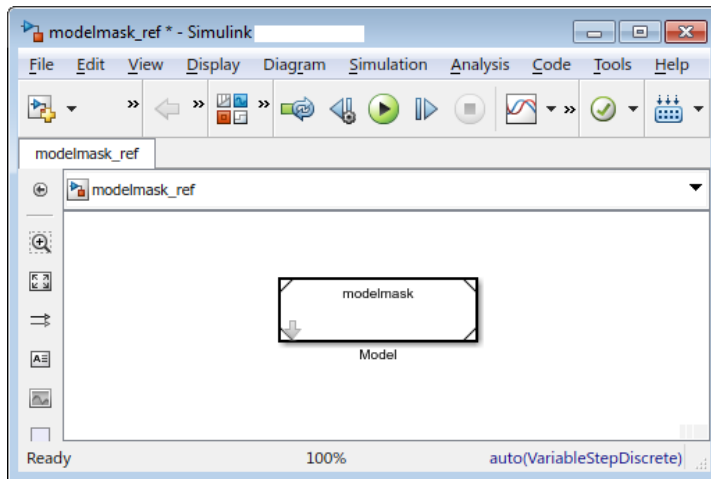 modelmask_ref * - Simulink
File Edit View Display Diagram Simulation Analysis Code Tools Help
modelmask_ref
modelmask_ref
modelmask
Model
Ready 100% auto(VariableStepDiscrete)